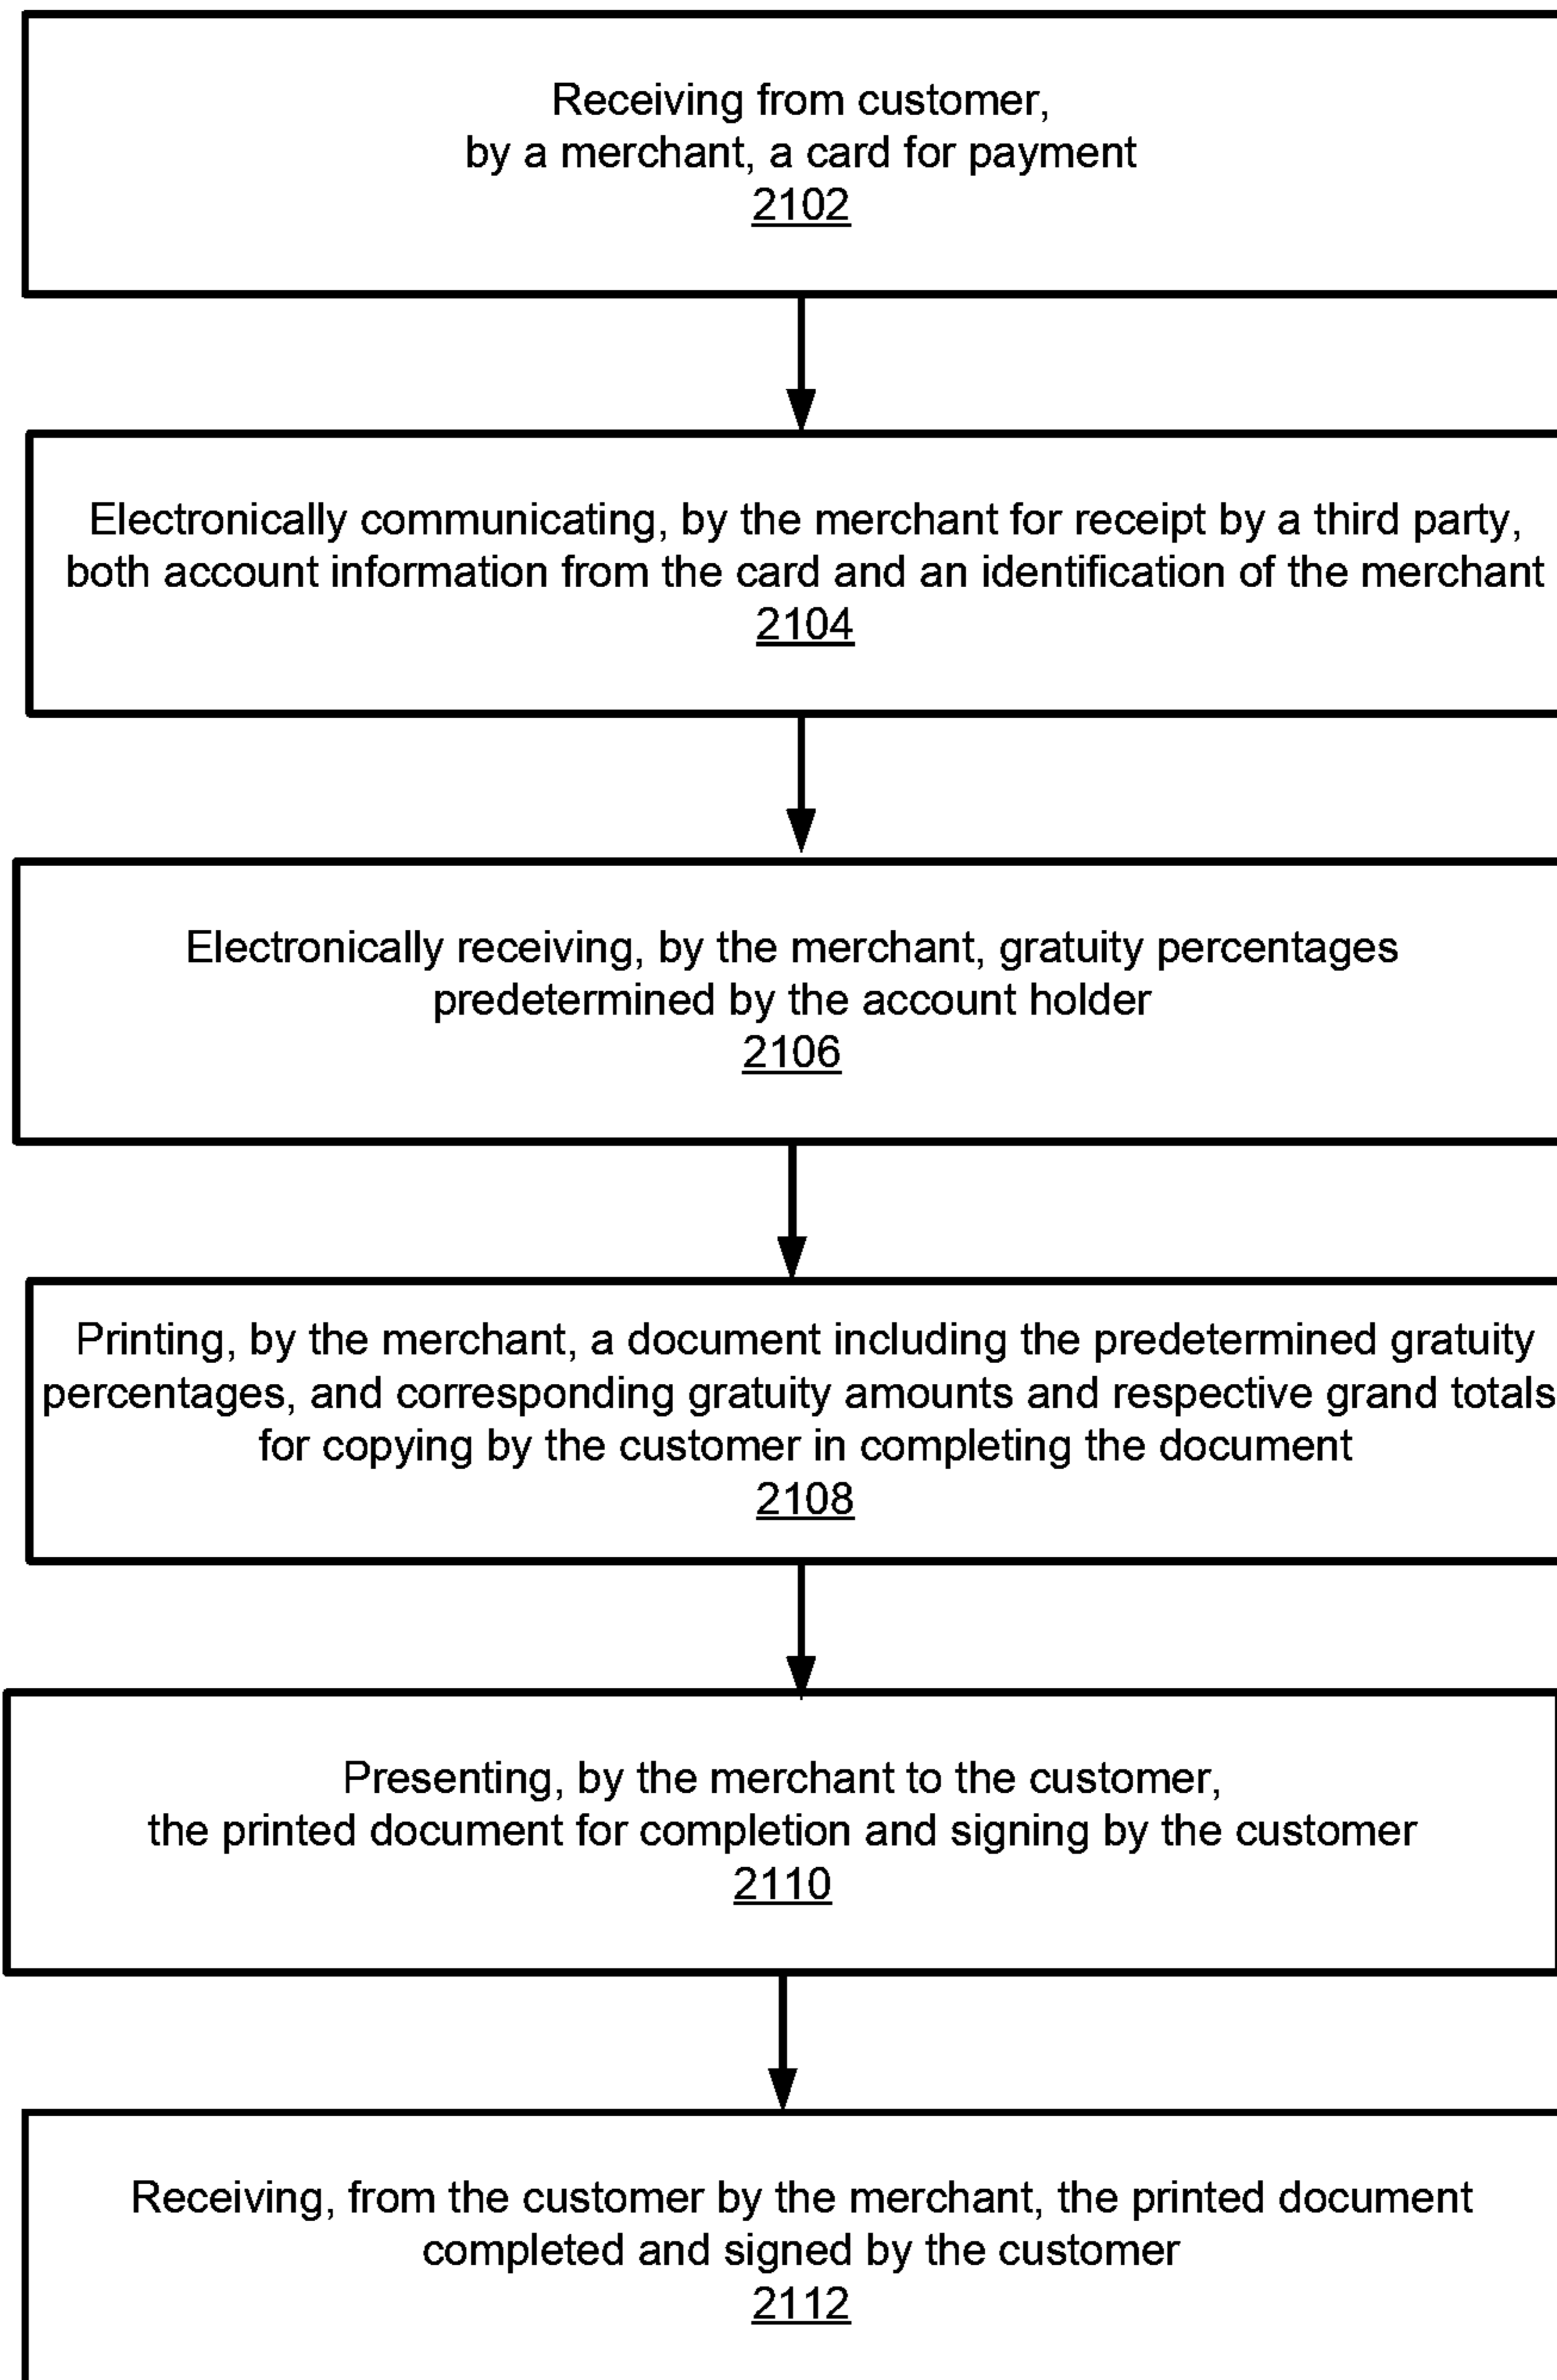 Receiving from customer,
by a merchant, a card for payment
2102
Electronically communicating, by the merchant for receipt by a third party,
both account information from the card and an identification of the merchant
2104
Electronically receiving, by the merchant, gratuity percentages
predetermined by the account holder
2106
Printing, by the merchant, a document including the predetermined gratuity
percentages, and corresponding gratuity amounts and respective grand totals
for copying by the customer in completing the document
2108
Presenting, by the merchant to the customer,
the printed document for completion and signing by the customer
2110
Receiving, from the customer by the merchant, the printed document
completed and signed by the customer
2112